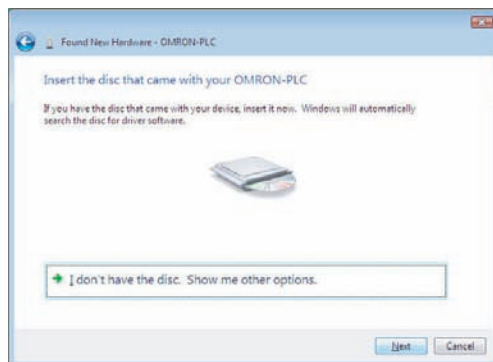 Found New Hardware - OMRON-PLC
Insert the disc that came with your OMRON-PLC
If you have the disc that came with your device, insert it now. Windows will automatically
search the disc for driver software.
I don't have the disc. Show me other options.
Next Cancel